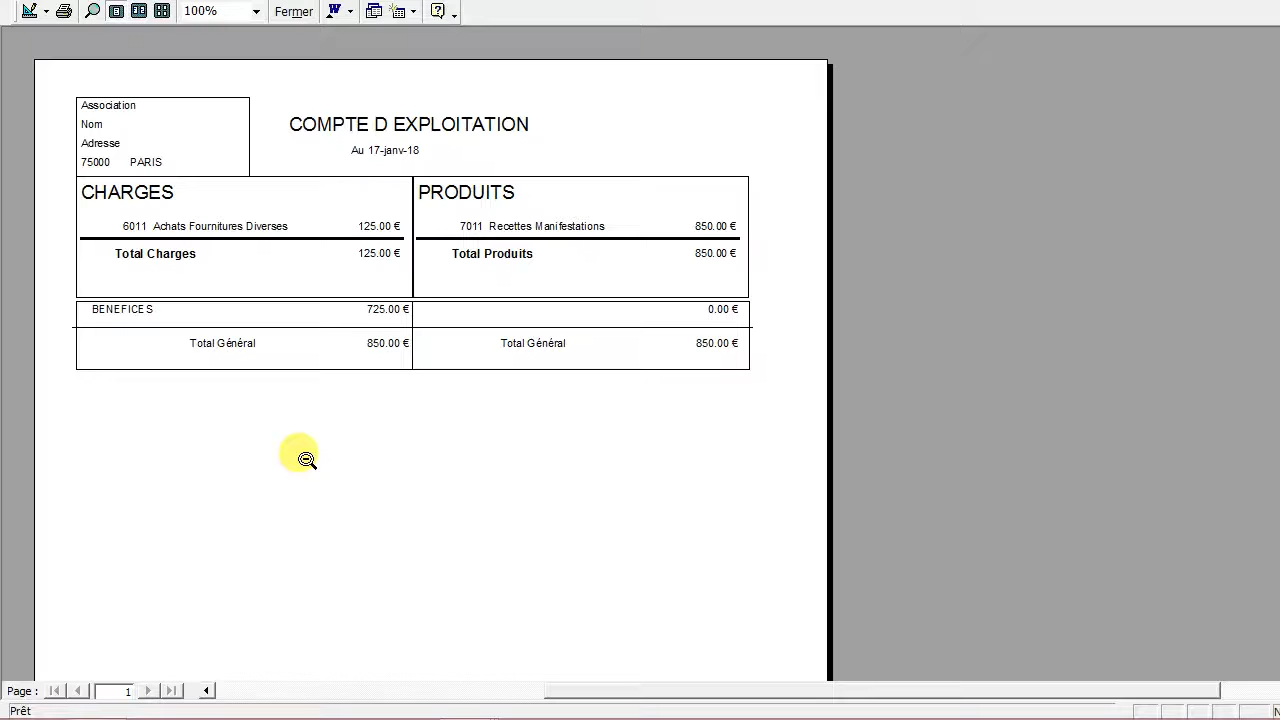 100% Fermer
Association
Nom
Adresse
75000 PARIS
COMPTE D EXPLOITATION
Au 17-janv-18
CHARGES
6011 Achats Fournitures Diverses 125.00 €
Total Charges 125.00 €
PRODUITS
7011 Recettes Manifestations 850.00 €
Total Produits 850.00 €
BENEFICES 725.00 € 0.00 €
Total Général 850.00 € Total Général 850.00 €
Page : 1
Prêt